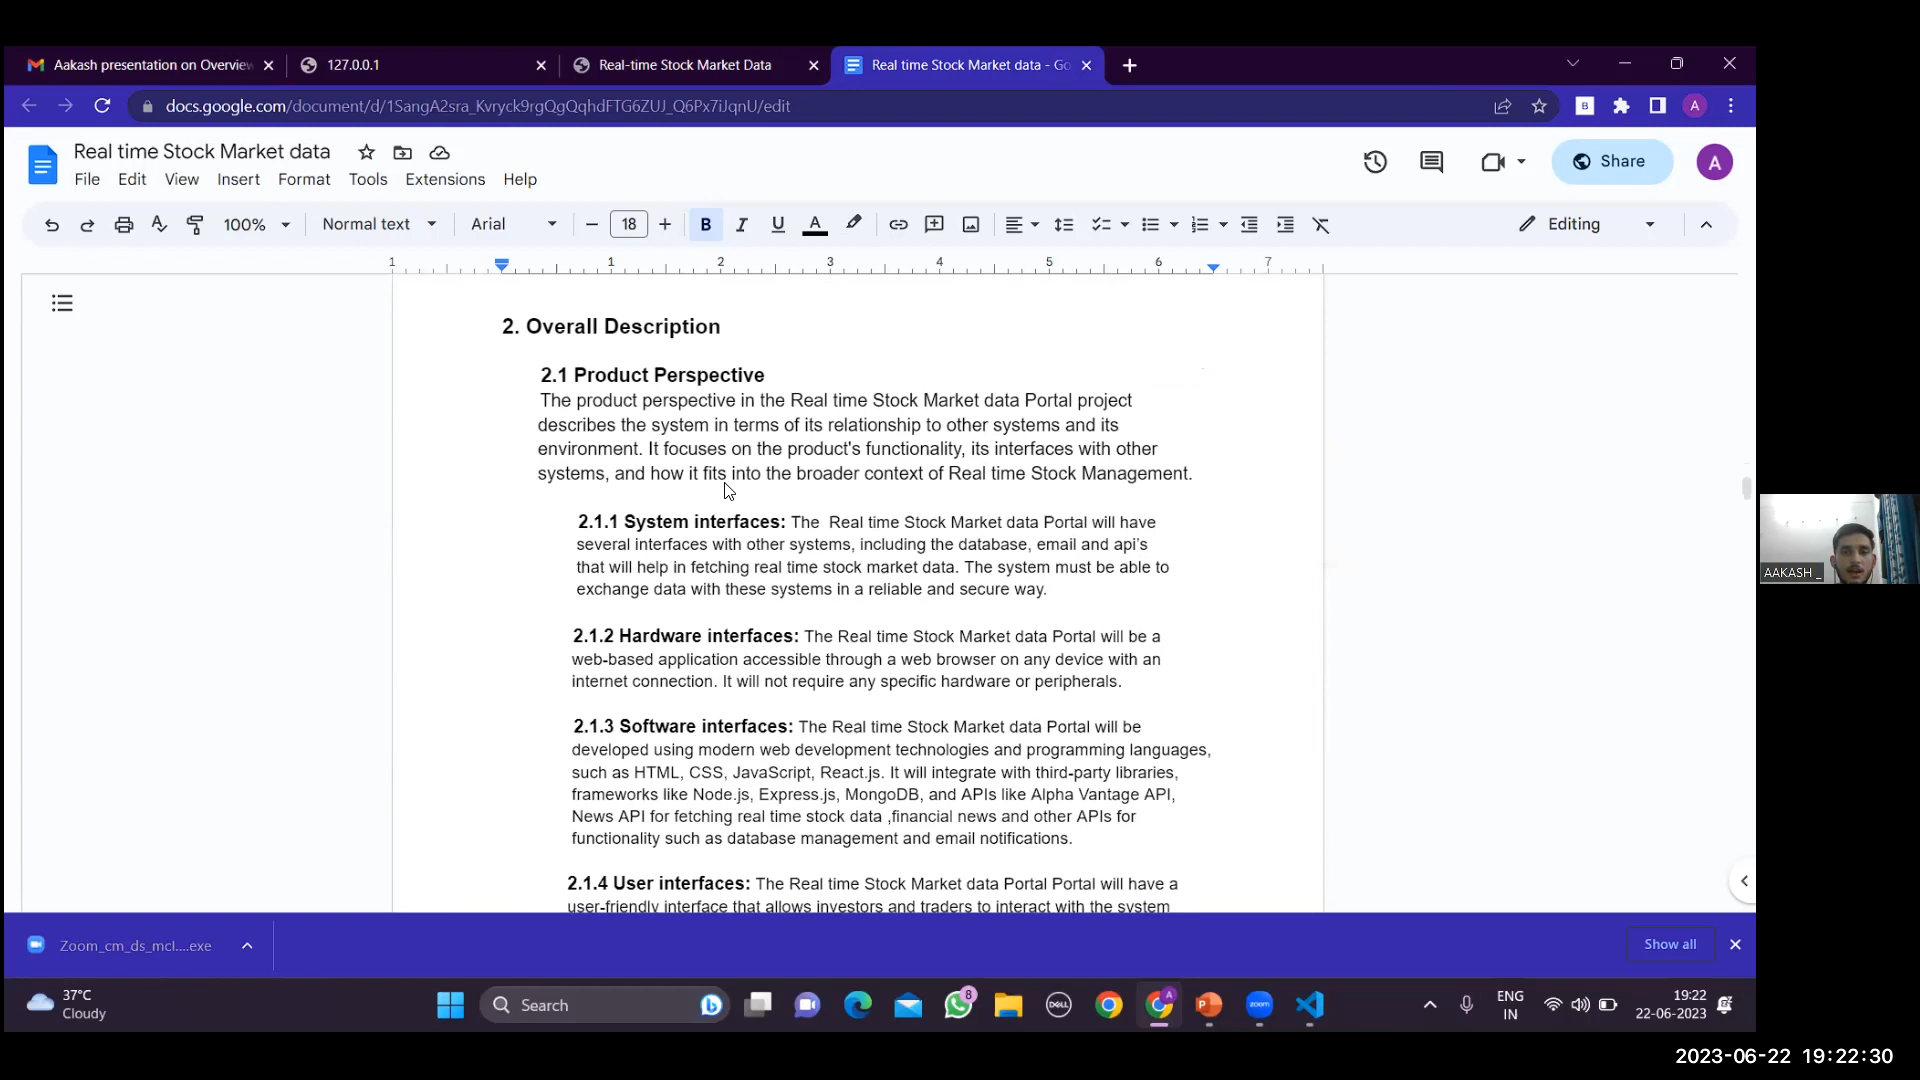 Aakash presentation on Overview
127.0.0.1
Real-time Stock Market Data
Real time Stock Market data - Go
docs.google.com/document/d/1SangA2sra_Kvryck9rgQgQqhdFTG6ZUJ_Q6Px7iJqnU/edit
B
A
Real time Stock Market data
File Edit View Insert Format Tools Extensions Help
Share
A
100%
Normal text
Arial
18
B I U A
Editing
1 1 2 3 4 5 6 7
2. Overall Description
2.1 Product Perspective
The product perspective in the Real time Stock Market data Portal project
describes the system in terms of its relationship to other systems and its
environment. It focuses on the product's functionality, its interfaces with other
systems, and how it fits into the broader context of Real time Stock Management.
2.1.1 System interfaces: The Real time Stock Market data Portal will have
several interfaces with other systems, including the database, email and api's
that will help in fetching real time stock market data. The system must be able to
exchange data with these systems in a reliable and secure way.
2.1.2 Hardware interfaces: The Real time Stock Market data Portal will be a
web-based application accessible through a web browser on any device with an
internet connection. It will not require any specific hardware or peripherals.
2.1.3 Software interfaces: The Real time Stock Market data Portal will be
developed using modern web development technologies and programming languages,
such as HTML, CSS, JavaScript, React.js. It will integrate with third-party libraries,
frameworks like Node.js, Express.js, MongoDB, and APIs like Alpha Vantage API,
News API for fetching real time stock data ,financial news and other APIs for
functionality such as database management and email notifications.
2.1.4 User interfaces: The Real time Stock Market data Portal Portal will have a
user-friendly interface that allows investors and traders to interact with the system
AAKASH _
Zoom_cm_ds_mcl....exe
Show all
37°C
Cloudy
Search
8
DELL
A
zoom
ENG
IN
19:22
22-06-2023
2023-06-22 19:22:30